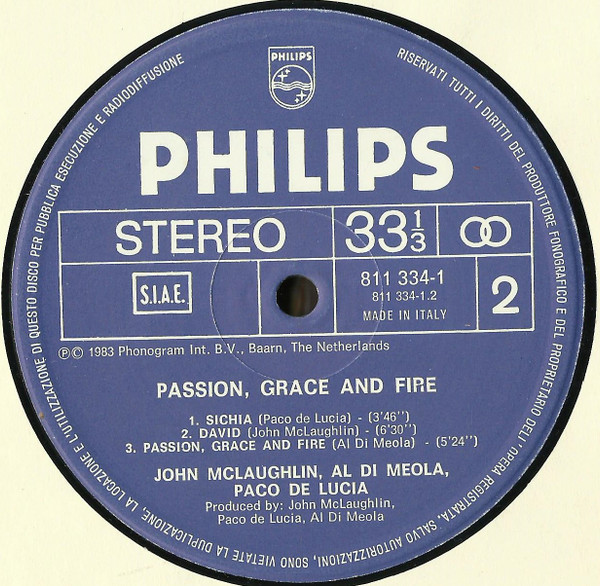 PHILIPS
RISERVATI TUTTI I DIRITTI DEL PRODUTTORE FONOGRAFICO E DEL PROPRIETARIO DELL'OPERA REGISTRATA. SALVO AUTORIZZAZIONI, SONO VIETATE LA DUPLICAZIONE, LA LOCAZIONE E L'UTILIZZAZIONE DI QUESTO DISCO PER PUBBLICA ESECUZIONE E RADIODIFFUSIONE
PHILIPS
STEREO
33 1/3
S.I.A.E.
811 334-1
811 334-1.2
MADE IN ITALY
2
Ⓟ© 1983 Phonogram Int. B.V., Baarn, The Netherlands
PASSION, GRACE AND FIRE
1. SICHIA (Paco de Lucia) - (3'46'')
2. DAVID (John McLaughlin) - (6'30'')
3. PASSION, GRACE AND FIRE (Al Di Meola) - (5'24'')
JOHN MCLAUGHLIN, AL DI MEOLA,
PACO DE LUCIA
Produced by: John McLaughlin,
Paco de Lucia, Al Di Meola